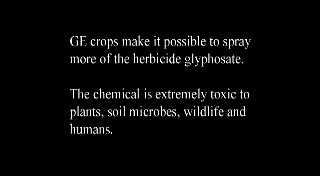 GE crops make it possible to spray
more of the herbicide glyphosate.
The chemical is extremely toxic to
plants, soil microbes, wildlife and
humans.